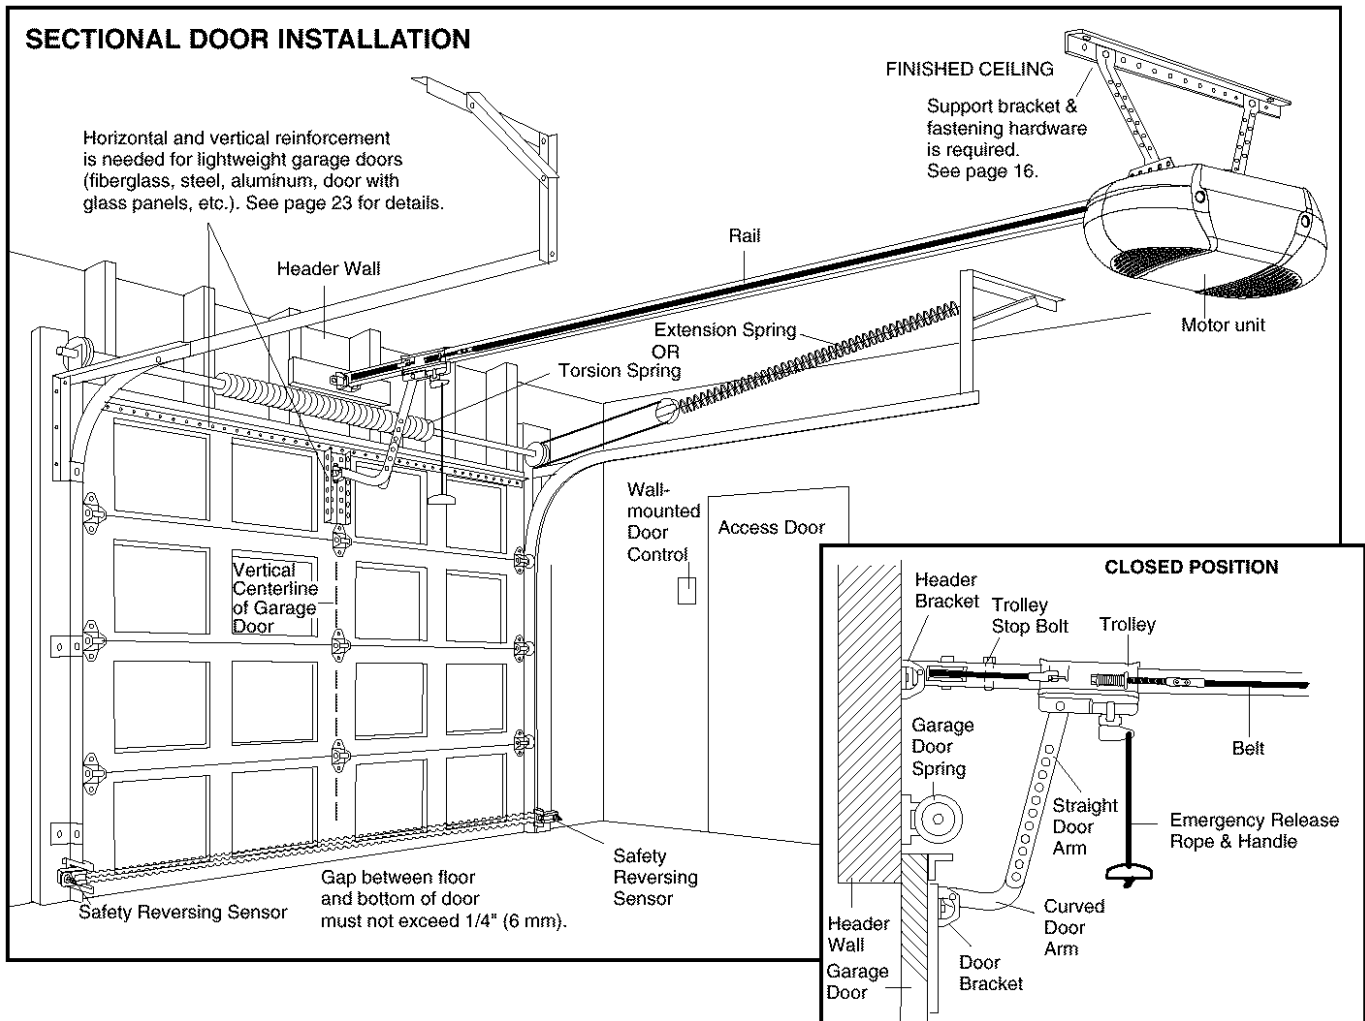 SECTIONAL DOOR INSTALLATION
FINISHED CEILING
Support bracket &
fastening hardware
is required.
See page 16.
Horizontal and vertical reinforcement
is needed for lightweight garage doors
(fiberglass, steel, aluminum, door with
glass panels, etc.). See page 23 for details.
Header Wall
Rail
Motor unit
Extension Spring
OR
Torsion Spring
Wall-
mounted
Door
Control
Access Door
Vertical
Centerline
of Garage
Door
Safety Reversing Sensor
Gap between floor
and bottom of door
must not exceed 1/4" (6 mm).
Safety
Reversing
Sensor
CLOSED POSITION
Header
Bracket
Trolley
Stop Bolt
Trolley
Garage
Door
Spring
Belt
Straight
Door
Arm
Emergency Release
Rope & Handle
Curved
Door
Arm
Header
Wall
Door
Bracket
Garage
Door